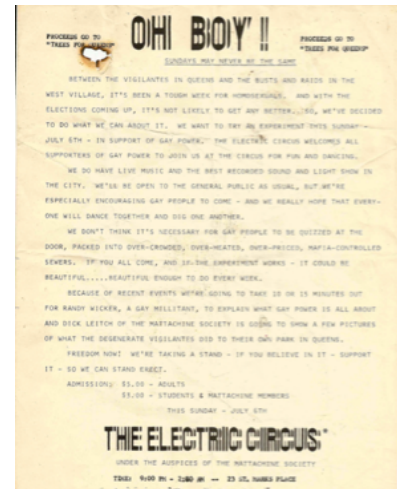 OH BOY!!
PROCEEDS GO TO
"TREES FOR QUEENS"
PROCEEDS GO TO
"TREES FOR QUEENS"
SUNDAYS MAY NEVER BE THE SAME
BETWEEN THE VIGILANTES IN QUEENS AND THE BUSTS AND RAIDS IN THE
WEST VILLAGE, IT'S BEEN A TOUGH WEEK FOR HOMOSEXUALS. AND WITH THE
ELECTIONS COMING UP, IT'S NOT LIKELY TO GET ANY BETTER...SO, WE'VE DECIDED
TO DO WHAT WE CAN ABOUT IT. WE WANT TO TRY AN EXPERIMENT THIS SUNDAY -
JULY 6TH - IN SUPPORT OF GAY POWER. THE ELECTRIC CIRCUS WELCOMES ALL
SUPPORTERS OF GAY POWER TO JOIN US AT THE CIRCUS FOR FUN AND DANCING.
WE DO HAVE LIVE MUSIC AND THE BEST RECORDED SOUND AND LIGHT SHOW IN
THE CITY. WE'LL BE OPEN TO THE GENERAL PUBLIC AS USUAL, BUT WE'RE
ESPECIALLY ENCOURAGING GAY PEOPLE TO COME - AND WE REALLY HOPE THAT EVERY-
ONE WILL DANCE TOGETHER AND DIG ONE ANOTHER.
WE DON'T THINK IT'S NECESSARY FOR GAY PEOPLE TO BE QUIZZED AT THE
DOOR, PACKED INTO OVER-CROWDED, OVER-HEATED, OVER-PRICED, MAFIA-CONTROLLED
SEWERS. IF YOU ALL COME, AND IF THE EXPERIMENT WORKS - IT COULD BE
BEAUTIFUL.....BEAUTIFUL ENOUGH TO DO EVERY WEEK.
BECAUSE OF RECENT EVENTS WE'RE GOING TO TAKE 10 OR 15 MINUTES OUT
FOR RANDY WICKER, A GAY MILLITANT, TO EXPLAIN WHAT GAY POWER IS ALL ABOUT
AND DICK LEITCH OF THE MATTACHINE SOCIETY IS GOING TO SHOW A FEW PICTURES
OF WHAT THE DEGENERATE VIGILANTES DID TO THEIR OWN PARK IN QUEENS.
FREEDOM NOW! WE'RE TAKING A STAND - IF YOU BELIEVE IN IT - SUPPORT
IT - SO WE CAN STAND ERECT.
ADMISSION: $5.00 - ADULTS
$3.00 - STUDENTS & MATTACHINE MEMBERS
THIS SUNDAY - JULY 6TH
THE ELECTRIC CIRCUS
UNDER THE AUSPICES OF THE MATTACHINE SOCIETY
TIME: 9:00 PM - AM -- 23 ST. MARKS PLACE